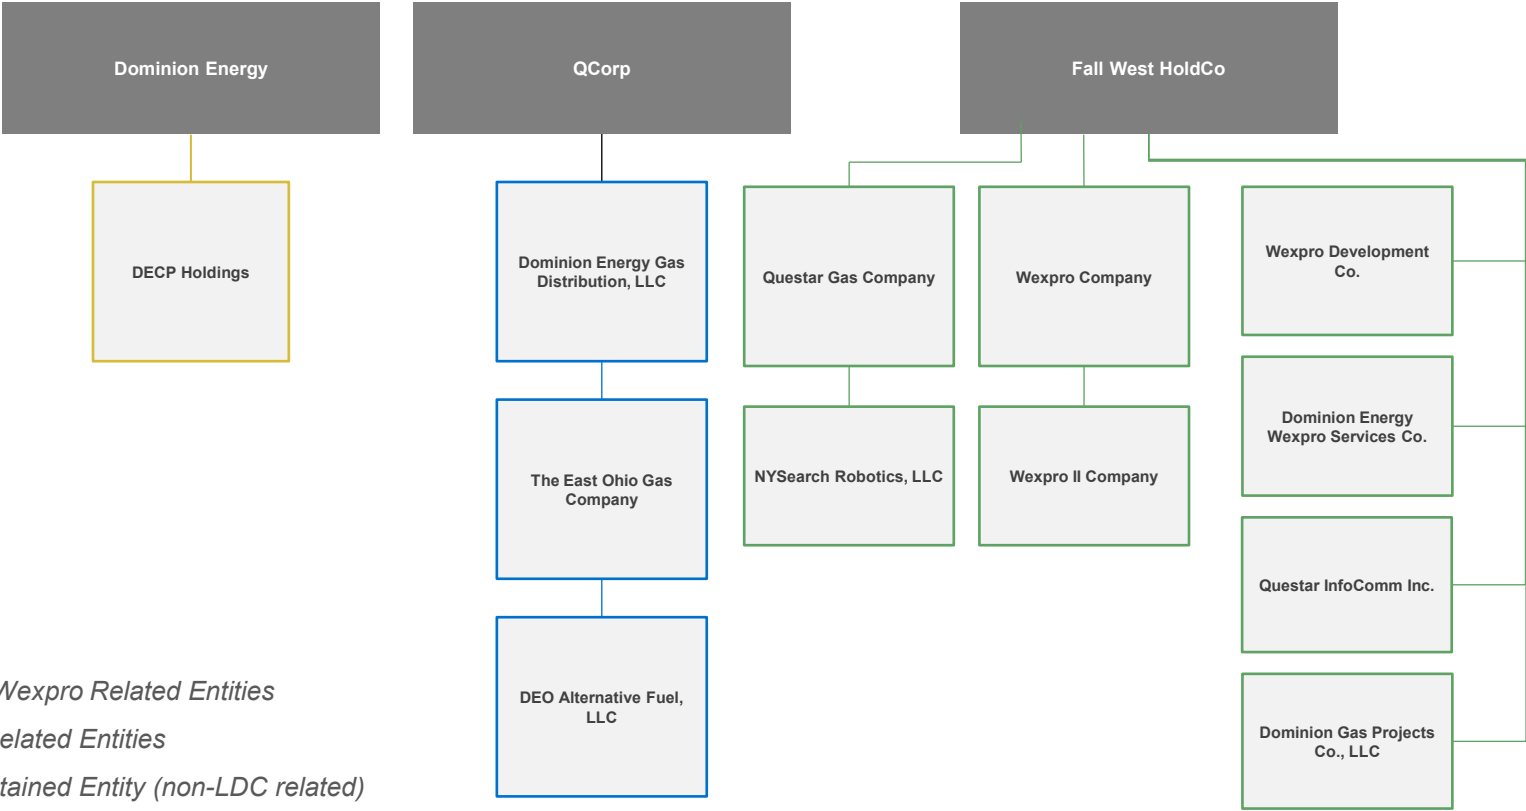 Dominion Energy
QCorp
Fall West HoldCo
DECP Holdings
Dominion Energy Gas
Distribution, LLC
Questar Gas Company
Wexpro Company
Wexpro Development
Co.
Dominion Energy
Wexpro Services Co.
The East Ohio Gas
Company
NYSearch Robotics, LLC
Wexpro II Company
Questar InfoComm Inc.
DEO Alternative Fuel,
LLC
Dominion Gas Projects
Co., LLC
Wexpro Related Entities
elated Entities
tained Entity (non-LDC related)